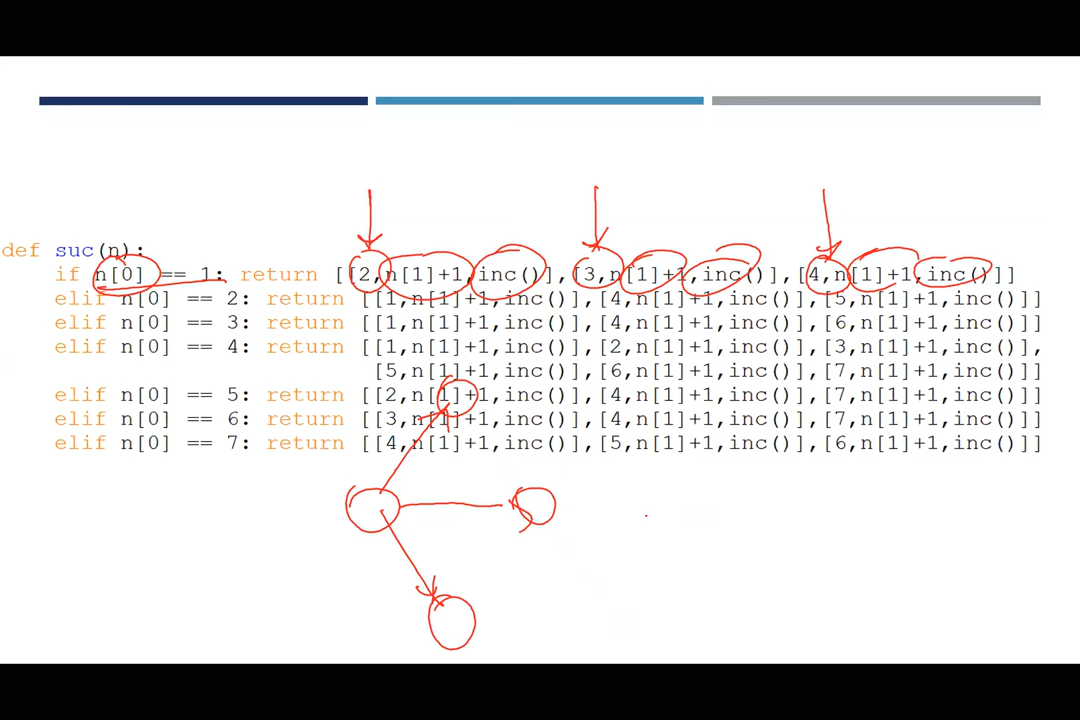 def suc(n):
if n[0] == 1: return [[2,n[1]+1,inc()],[3,n[1]+1,inc()],[4,n[1]+1,inc()]]
elif n[0] == 2: return [[1,n[1]+1,inc()],[4,n[1]+1,inc()],[5,n[1]+1,inc()]]
elif n[0] == 3: return [[1,n[1]+1,inc()],[4,n[1]+1,inc()],[6,n[1]+1,inc()]]
elif n[0] == 4: return [[1,n[1]+1,inc()],[2,n[1]+1,inc()],[3,n[1]+1,inc()],
[5,n[1]+1,inc()],[6,n[1]+1,inc()],[7,n[1]+1,inc()]]
elif n[0] == 5: return [[2,n[1]+1,inc()],[4,n[1]+1,inc()],[7,n[1]+1,inc()]]
elif n[0] == 6: return [[3,n[1]+1,inc()],[4,n[1]+1,inc()],[7,n[1]+1,inc()]]
elif n[0] == 7: return [[4,n[1]+1,inc()],[5,n[1]+1,inc()],[6,n[1]+1,inc()]]